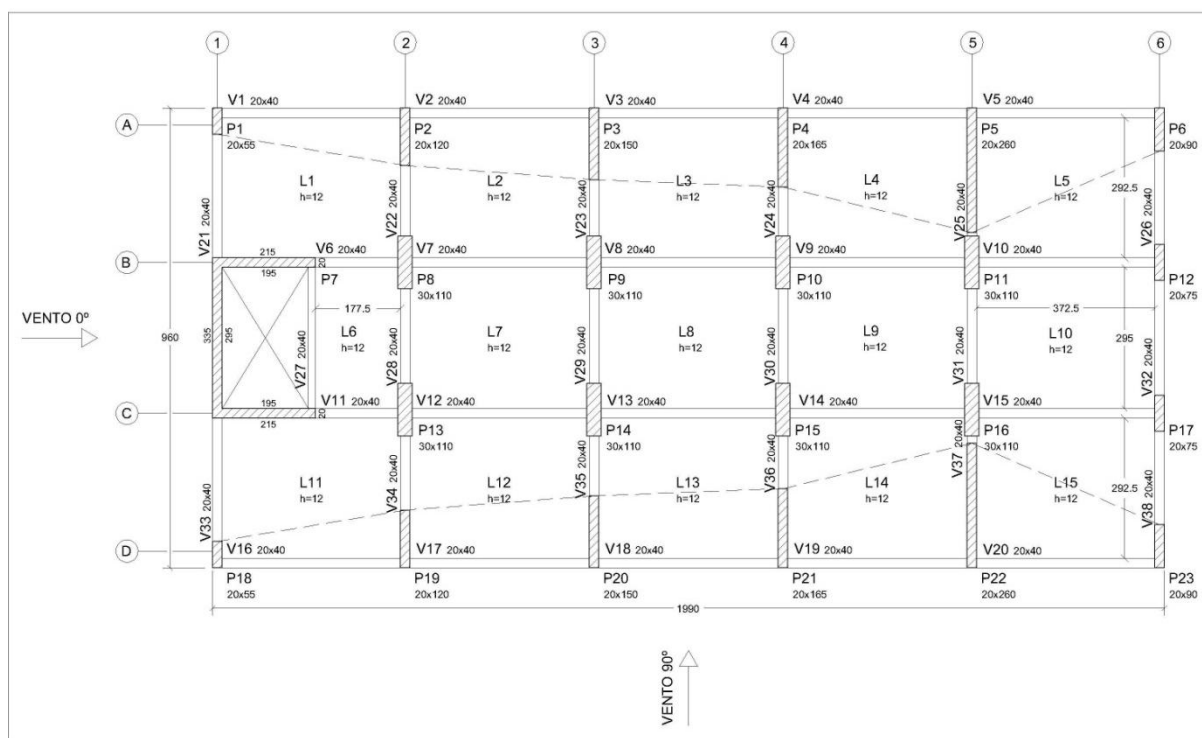 1 2 3 4 5 6
V1 20x40 V2 20x40 V3 20x40 V4 20x40 V5 20x40
A
P1 P2 P3 P4 P5 P6
20x55 20x120 20x150 20x165 20x260 20x90
L1 L2 L3 L4 L5
h=12 h=12 h=12 h=12 h=12
292.5
V21 20x40 V22 20x40 V23 20x40 V24 20x40 V25 20x40 V26 20x40
215 V6 20x40 V7 20x40 V8 20x40 V9 20x40 V10 20x40
B
195 20 P7 P8 P9 P10 P11 P12
30x110 30x110 30x110 30x110 20x75
177.5 372.5
VENTO 0º
960 335 295
L6 L7 L8 L9 L10
h=12 h=12 h=12 h=12 h=12
295
V27 20x40 V28 20x40 V29 20x40 V30 20x40 V31 20x40 V32 20x40
195 V11 20x40 V12 20x40 V13 20x40 V14 20x40 V15 20x40
C
215 20 P13 P14 P15 P16 P17
30x110 30x110 30x110 30x110 20x75
V33 20x40 V34 20x40 V35 20x40 V36 20x40 V37 20x40 V38 20x40
L11 L12 L13 L14 L15
h=12 h=12 h=12 h=12 h=12
292.5
D
V16 20x40 V17 20x40 V18 20x40 V19 20x40 V20 20x40
P18 P19 P20 P21 P22 P23
20x55 20x120 20x150 20x165 20x260 20x90
1990
VENTO 90º